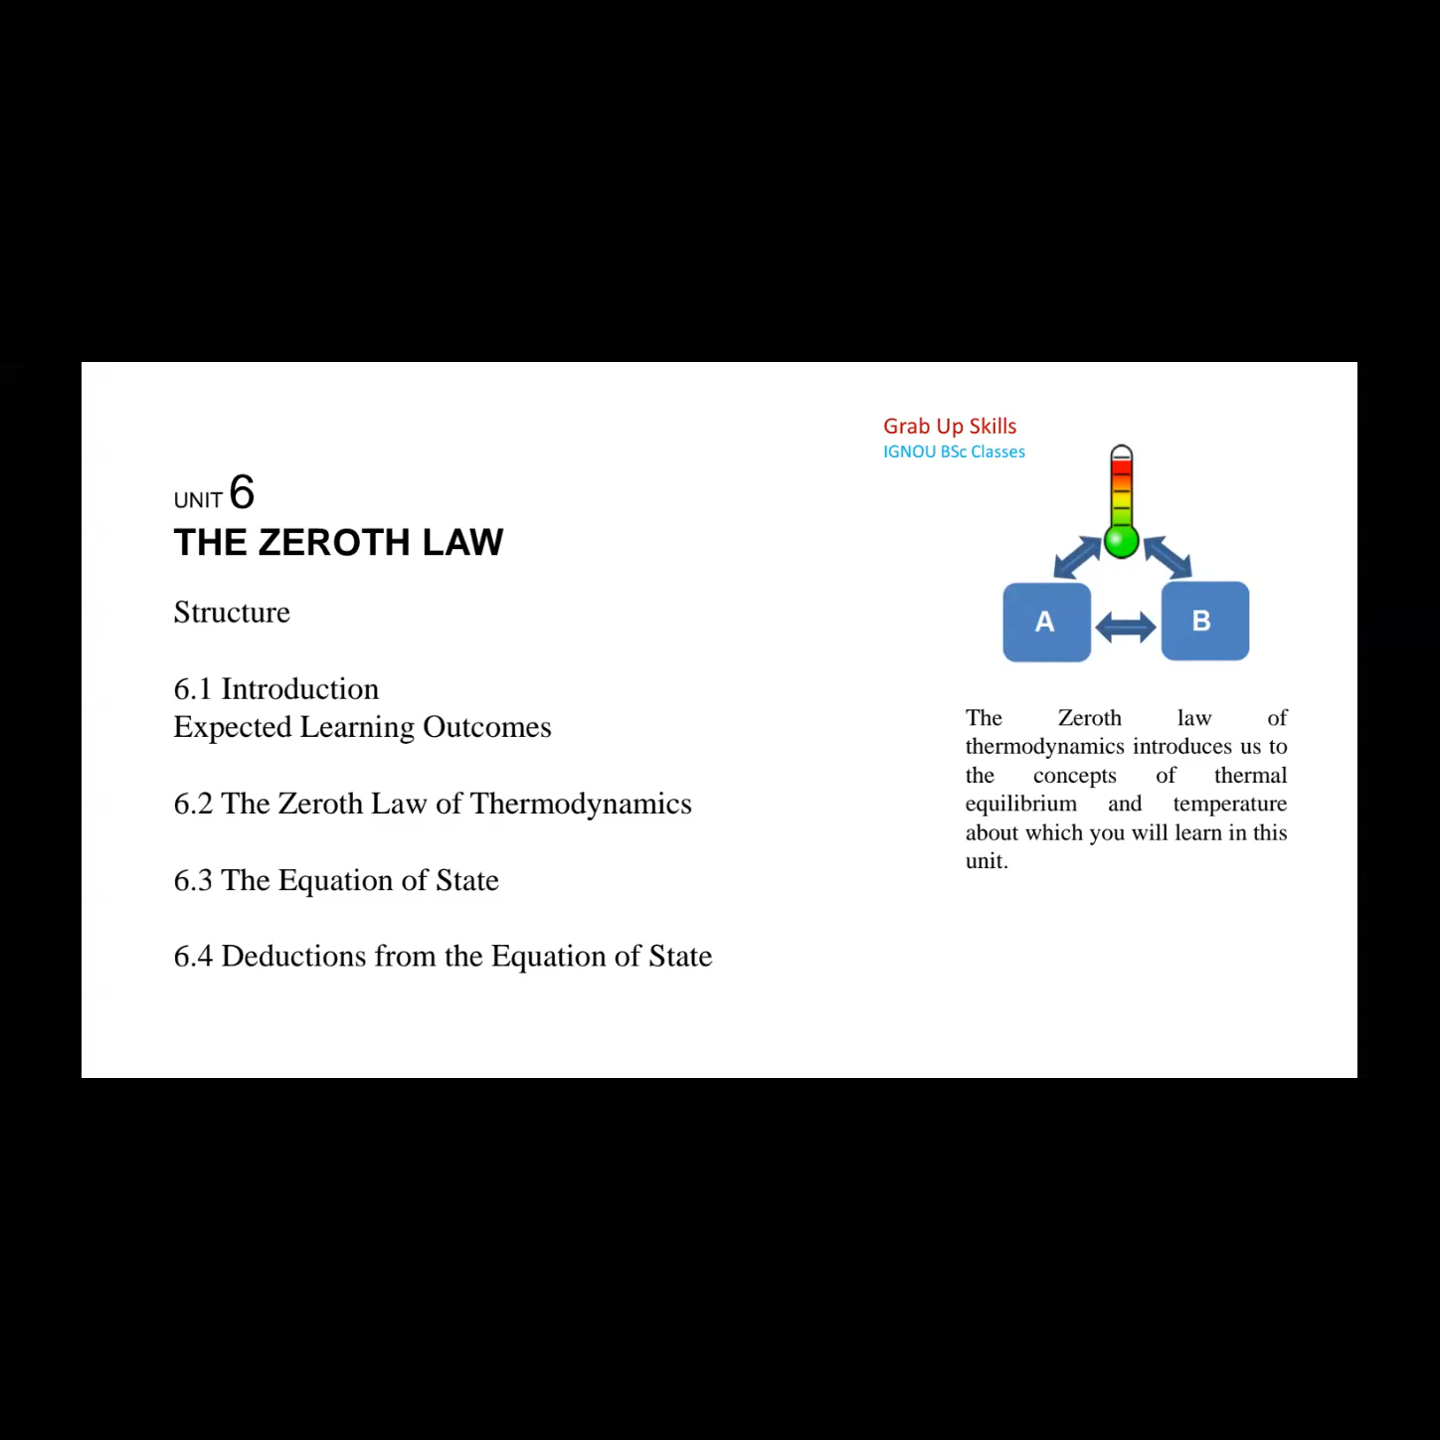 Grab Up Skills
IGNOU BSc Classes
UNIT 6
THE ZEROTH LAW
Structure
6.1 Introduction
Expected Learning Outcomes
6.2 The Zeroth Law of Thermodynamics
6.3 The Equation of State
6.4 Deductions from the Equation of State
A
B
The Zeroth law of
thermodynamics introduces us to
the concepts of thermal
equilibrium and temperature
about which you will learn in this
unit.